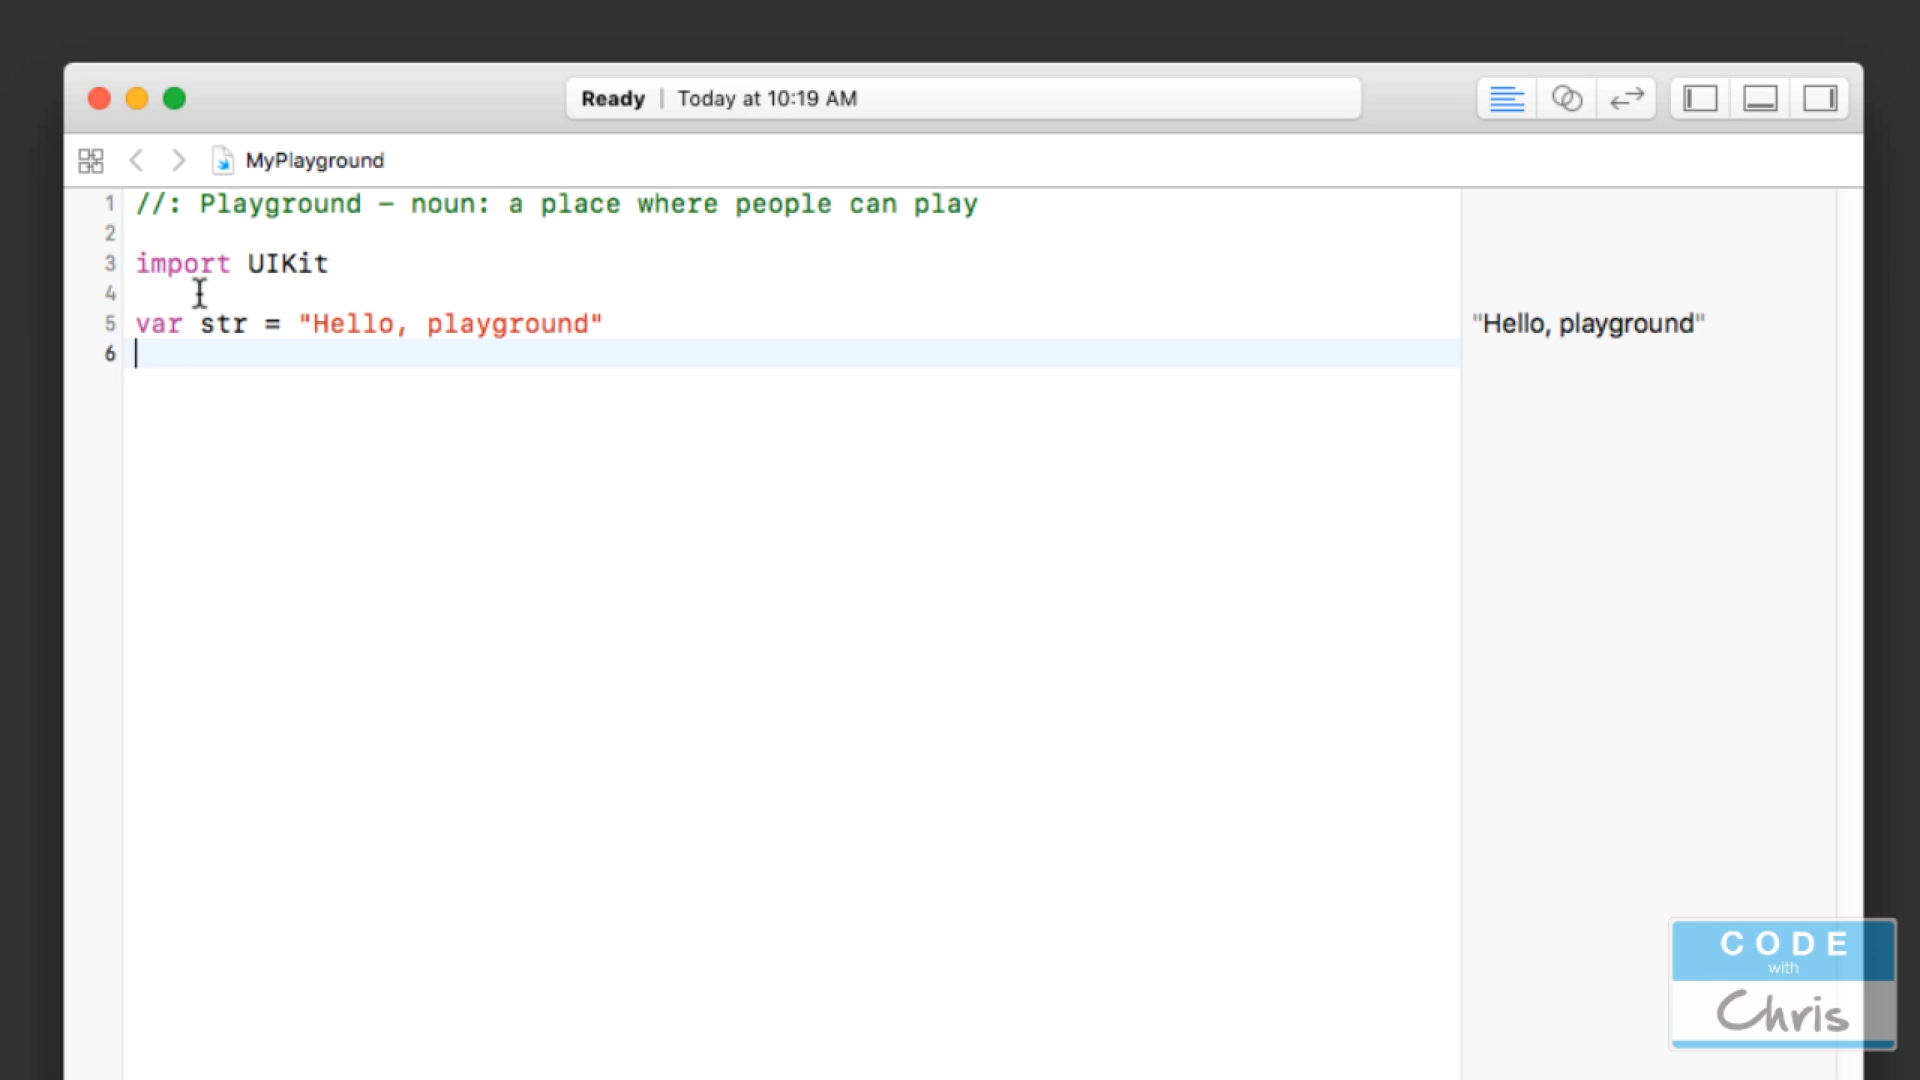 Ready | Today at 10:19 AM
MyPlayground
1 //: Playground - noun: a place where people can play
2
3 import UIKit
4
5 var str = "Hello, playground" "Hello, playground"
6
CODE
with
Chris